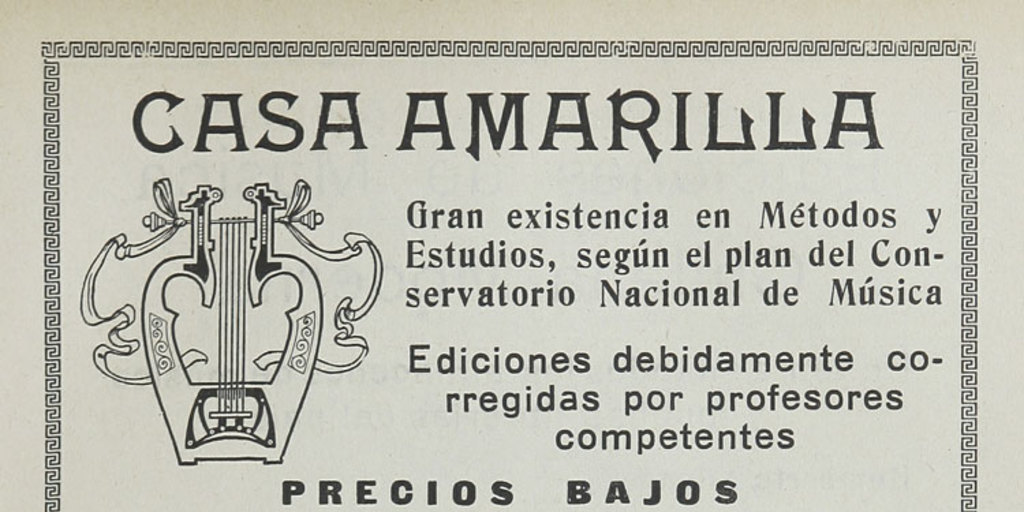 CASA AMARILLA
Gran existencia en Métodos y
Estudios, según el plan del Con-
servatorio Nacional de Música
Ediciones debidamente co-
rregidas por profesores
competentes
PRECIOS BAJOS